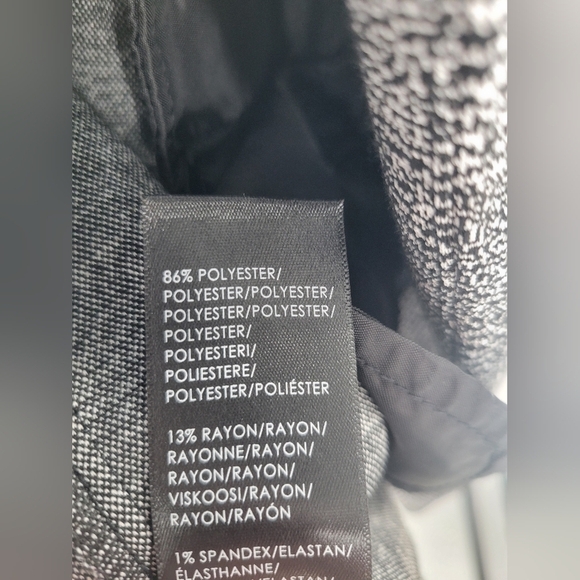 86% POLYESTER/
POLYESTER/POLYESTER/
POLYESTER/POLYESTER/
POLYESTER/
POLYESTERI/
POLIESTERE/
POLYESTER/POLIÉSTER
13% RAYON/RAYON/
RAYONNE/RAYON/
RAYON/RAYON/
VISKOOSI/RAYON/
RAYON/RAYÓN
1% SPANDEX/ELASTAN/
ÉLASTHANNE/